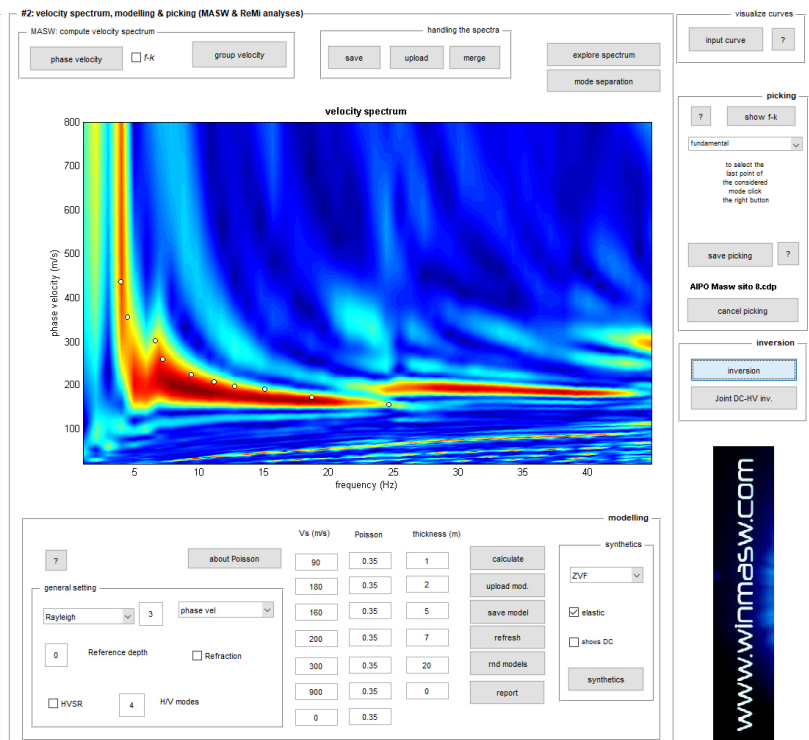 #2: velocity spectrum, modelling & picking (MASW & ReMi analyses)
MASW: compute velocity spectrum
phase velocity
f-k
group velocity
handling the spectra
save
upload
merge
explore spectrum
mode separation
visualize curves
input curve
?
velocity spectrum
800
700
600
500
400
300
200
100
phase velocity (m/s)
5
10
15
20
25
30
35
40
frequency (Hz)
picking
?
show f-k
fundamental
to select the
last point of
the considered
mode click
the right button
save picking
?
AIPO Masw sito 8.cdp
cancel picking
inversion
inversion
Joint DC-HV inv.
www.winmasw.com
modelling
?
about Poisson
general setting
Rayleigh
3
phase vel
0
Reference depth
Refraction
HVSR
4
H/V modes
Vs (m/s) Poisson thickness (m)
90 0.35 1
180 0.35 2
160 0.35 5
200 0.35 7
300 0.35 20
900 0.35 0
0 0.35
calculate
upload mod.
save model
refresh
rnd models
report
synthetics
ZVF
elastic
shows DC
synthetics